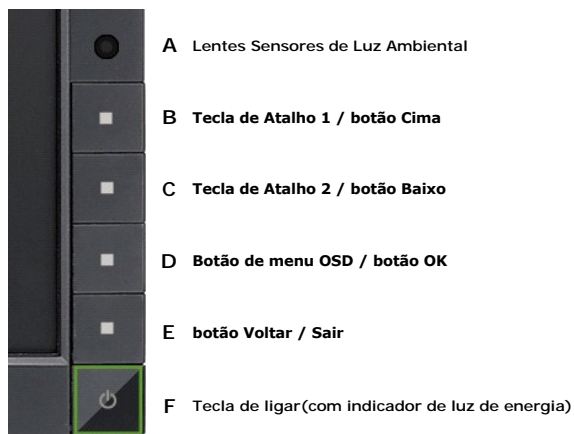 A Lentes Sensores de Luz Ambiental
B Tecla de Atalho 1 / botão Cima
C Tecla de Atalho 2 / botão Baixo
D Botão de menu OSD / botão OK
E botão Voltar / Sair
F Tecla de ligar(com indicador de luz de energia)